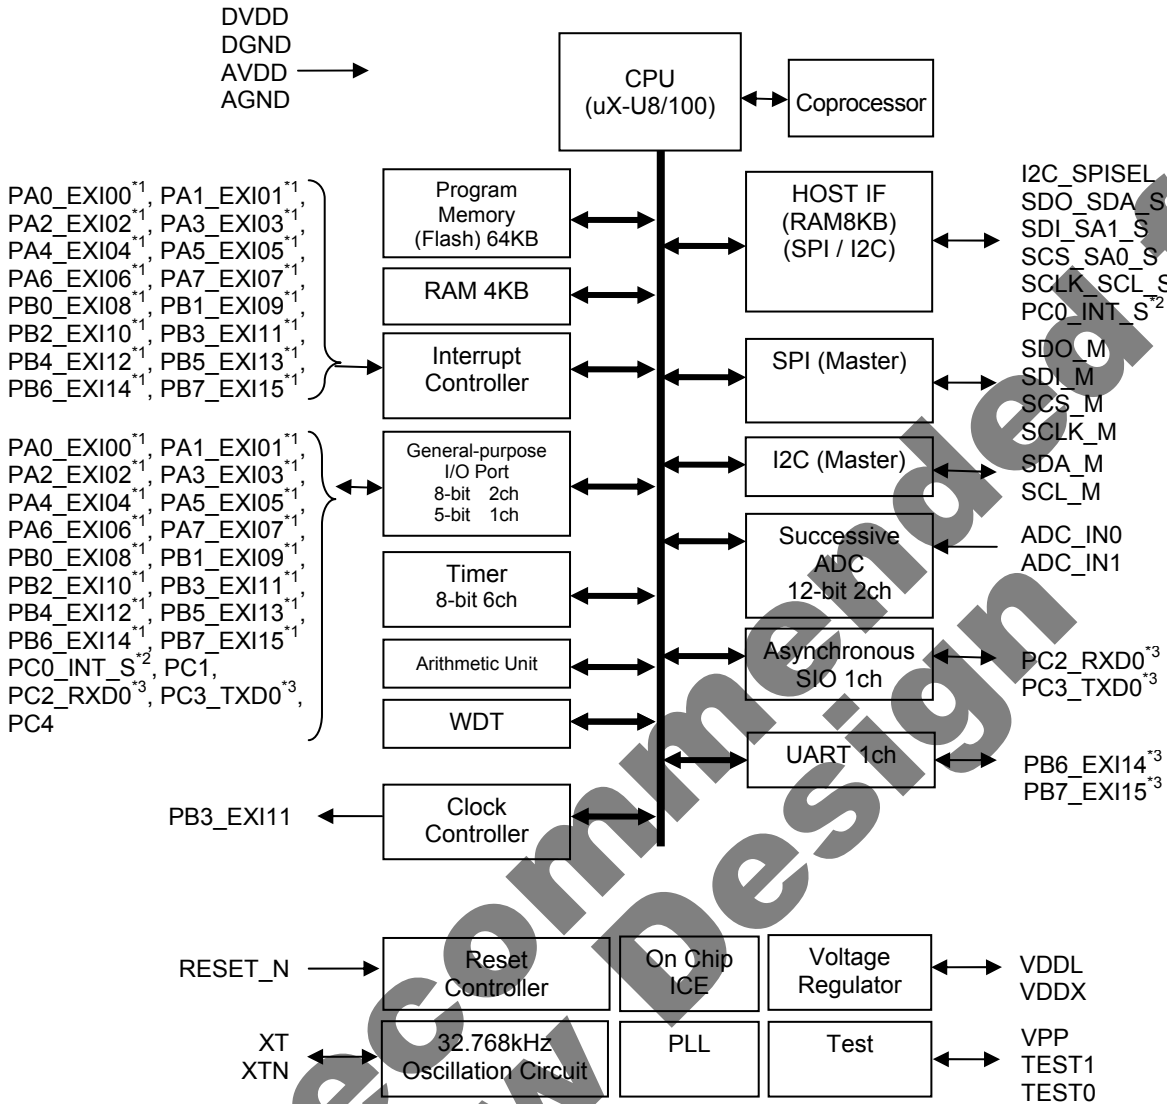 DVDD
DGND
AVDD
AGND
CPU
(uX-U8/100)
Coprocessor
PA0_EXI00*1, PA1_EXI01*1,
PA2_EXI02*1, PA3_EXI03*1,
PA4_EXI04*1, PA5_EXI05*1,
PA6_EXI06*1, PA7_EXI07*1,
PB0_EXI08*1, PB1_EXI09*1,
PB2_EXI10*1, PB3_EXI11*1,
PB4_EXI12*1, PB5_EXI13*1,
PB6_EXI14*1, PB7_EXI15*1
Program
Memory
(Flash) 64KB
RAM 4KB
Interrupt
Controller
HOST IF
(RAM8KB)
(SPI / I2C)
I2C_SPISEL
SDO_SDA_S
SDI_SA1_S
SCS_SA0_S
SCLK_SCL_S
PC0_INT_S*2
SPI (Master)
SDO_M
SDI_M
SCS_M
SCLK_M
PA0_EXI00*1, PA1_EXI01*1,
PA2_EXI02*1, PA3_EXI03*1,
PA4_EXI04*1, PA5_EXI05*1,
PA6_EXI06*1, PA7_EXI07*1,
PB0_EXI08*1, PB1_EXI09*1,
PB2_EXI10*1, PB3_EXI11*1,
PB4_EXI12*1, PB5_EXI13*1,
PB6_EXI14*1, PB7_EXI15*1
PC0_INT_S*2, PC1,
PC2_RXD0*3, PC3_TXD0*3,
PC4
General-purpose
I/O Port
8-bit 2ch
5-bit 1ch
Timer
8-bit 6ch
Arithmetic Unit
WDT
I2C (Master)
SDA_M
SCL_M
Successive
ADC
12-bit 2ch
ADC_IN0
ADC_IN1
Asynchronous
SIO 1ch
PC2_RXD0*3
PC3_TXD0*3
UART 1ch
PB6_EXI14*3
PB7_EXI15*3
PB3_EXI11
Clock
Controller
RESET_N
Reset
Controller
On Chip
ICE
Voltage
Regulator
VDDL
VDDX
XT
XTN
32.768kHz
Oscillation Circuit
PLL
Test
VPP
TEST1
TEST0
Design